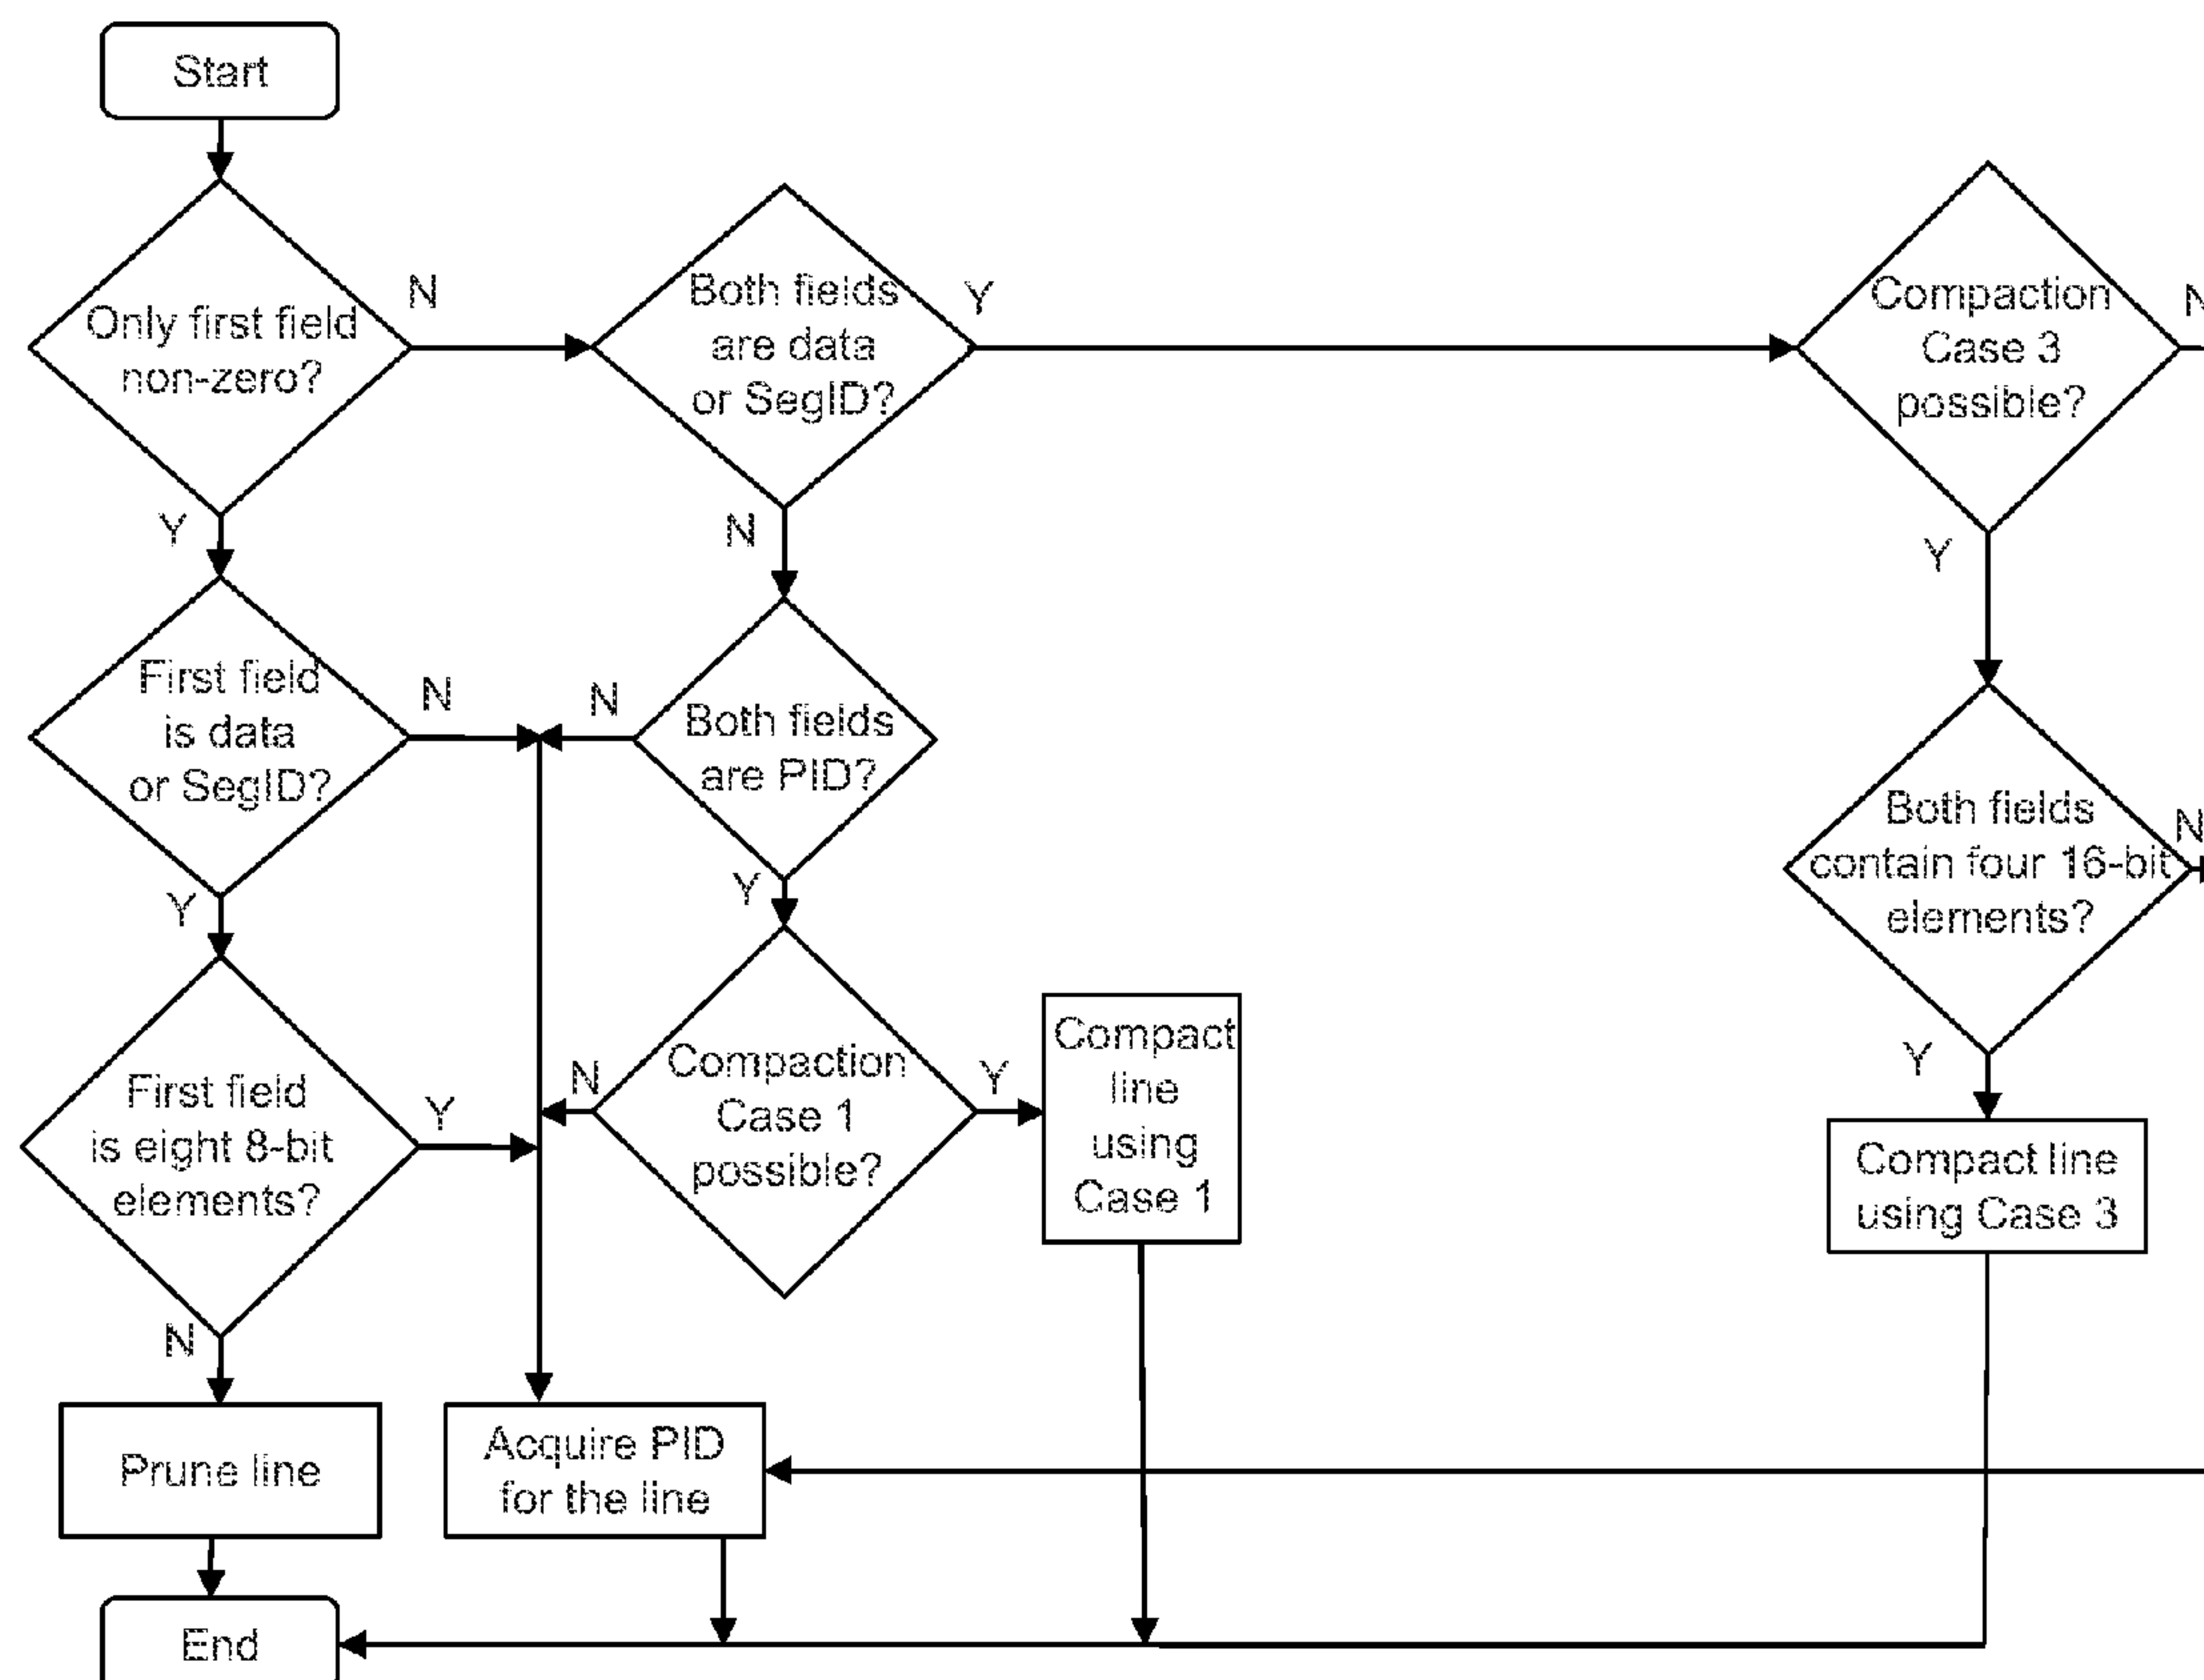 Start
Only first field
non-zero?
N
Y
Both fields
are data
or SegID?
Y
N
Compaction
Case 3
possible?
N
Y
First field
is data
or SegID?
N
Y
Both fields
are PID?
N
Y
Both fields
contain four 16-bit
elements?
N
Y
First field
is eight 8-bit
elements?
Y
N
Compaction
Case 1
possible?
N
Y
Compact
line
using
Case 1
Compact line
using Case 3
Prune line
Acquire PID
for the line
End